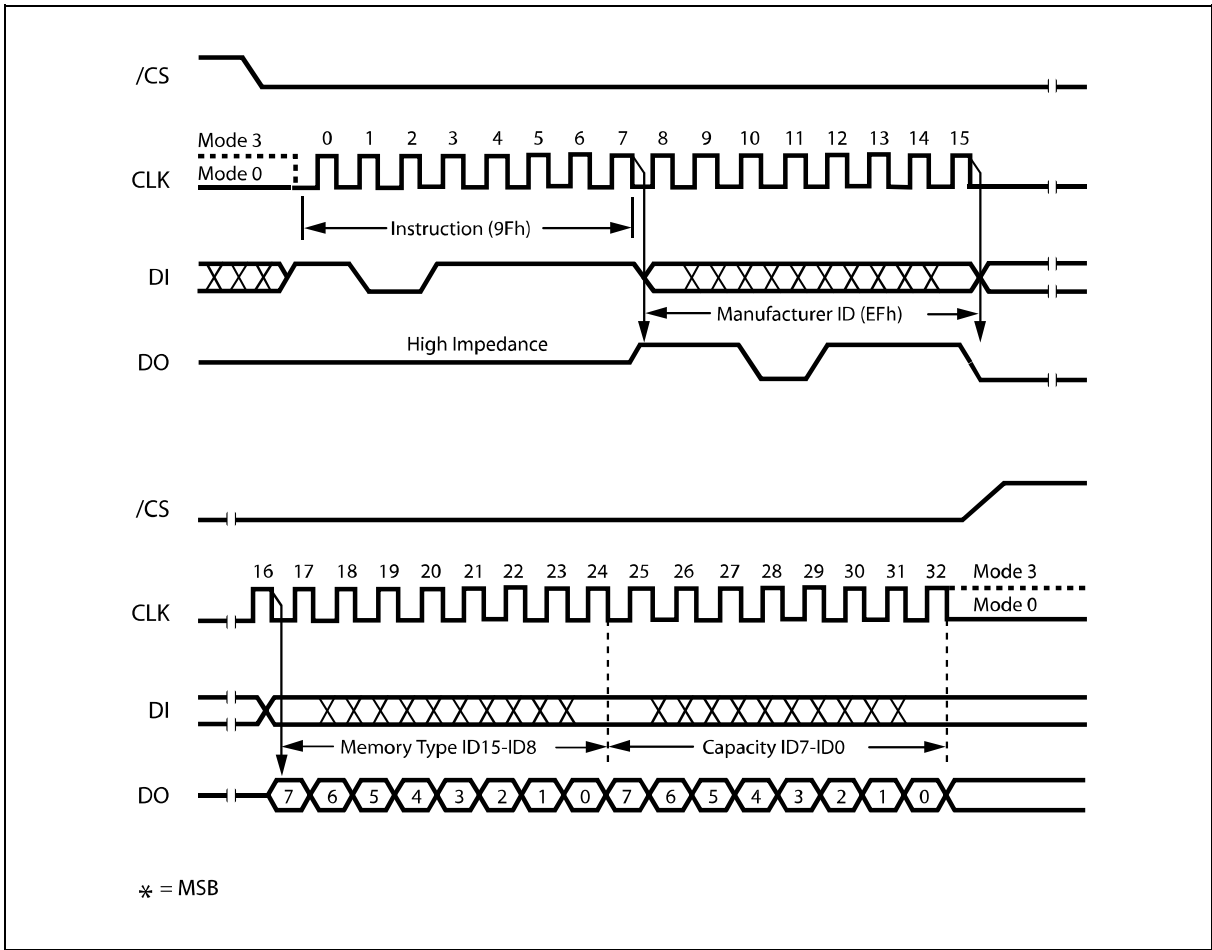 /CS
Mode 3
0 1 2 3 4 5 6 7 8 9 10 11 12 13 14 15
CLK
Mode 0
Instruction (9Fh)
DI
Manufacturer ID (EFh)
High Impedance
DO
/CS
16 17 18 19 20 21 22 23 24 25 26 27 28 29 30 31 32
Mode 3
CLK
Mode 0
DI
Memory Type ID15-ID8
Capacity ID7-ID0
DO
7 6 5 4 3 2 1 0 7 6 5 4 3 2 1 0
* = MSB